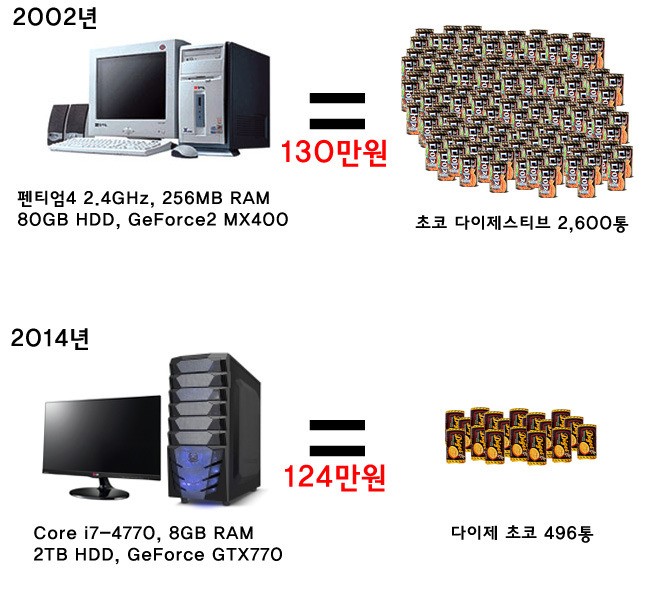 2002년
130만원
펜티엄4 2.4GHz, 256MB RAM
80GB HDD, GeForce2 MX400
초코 다이제스티브 2,600통
2014년
124만원
Core i7-4770, 8GB RAM
2TB HDD, GeForce GTX770
다이제 초코 496통